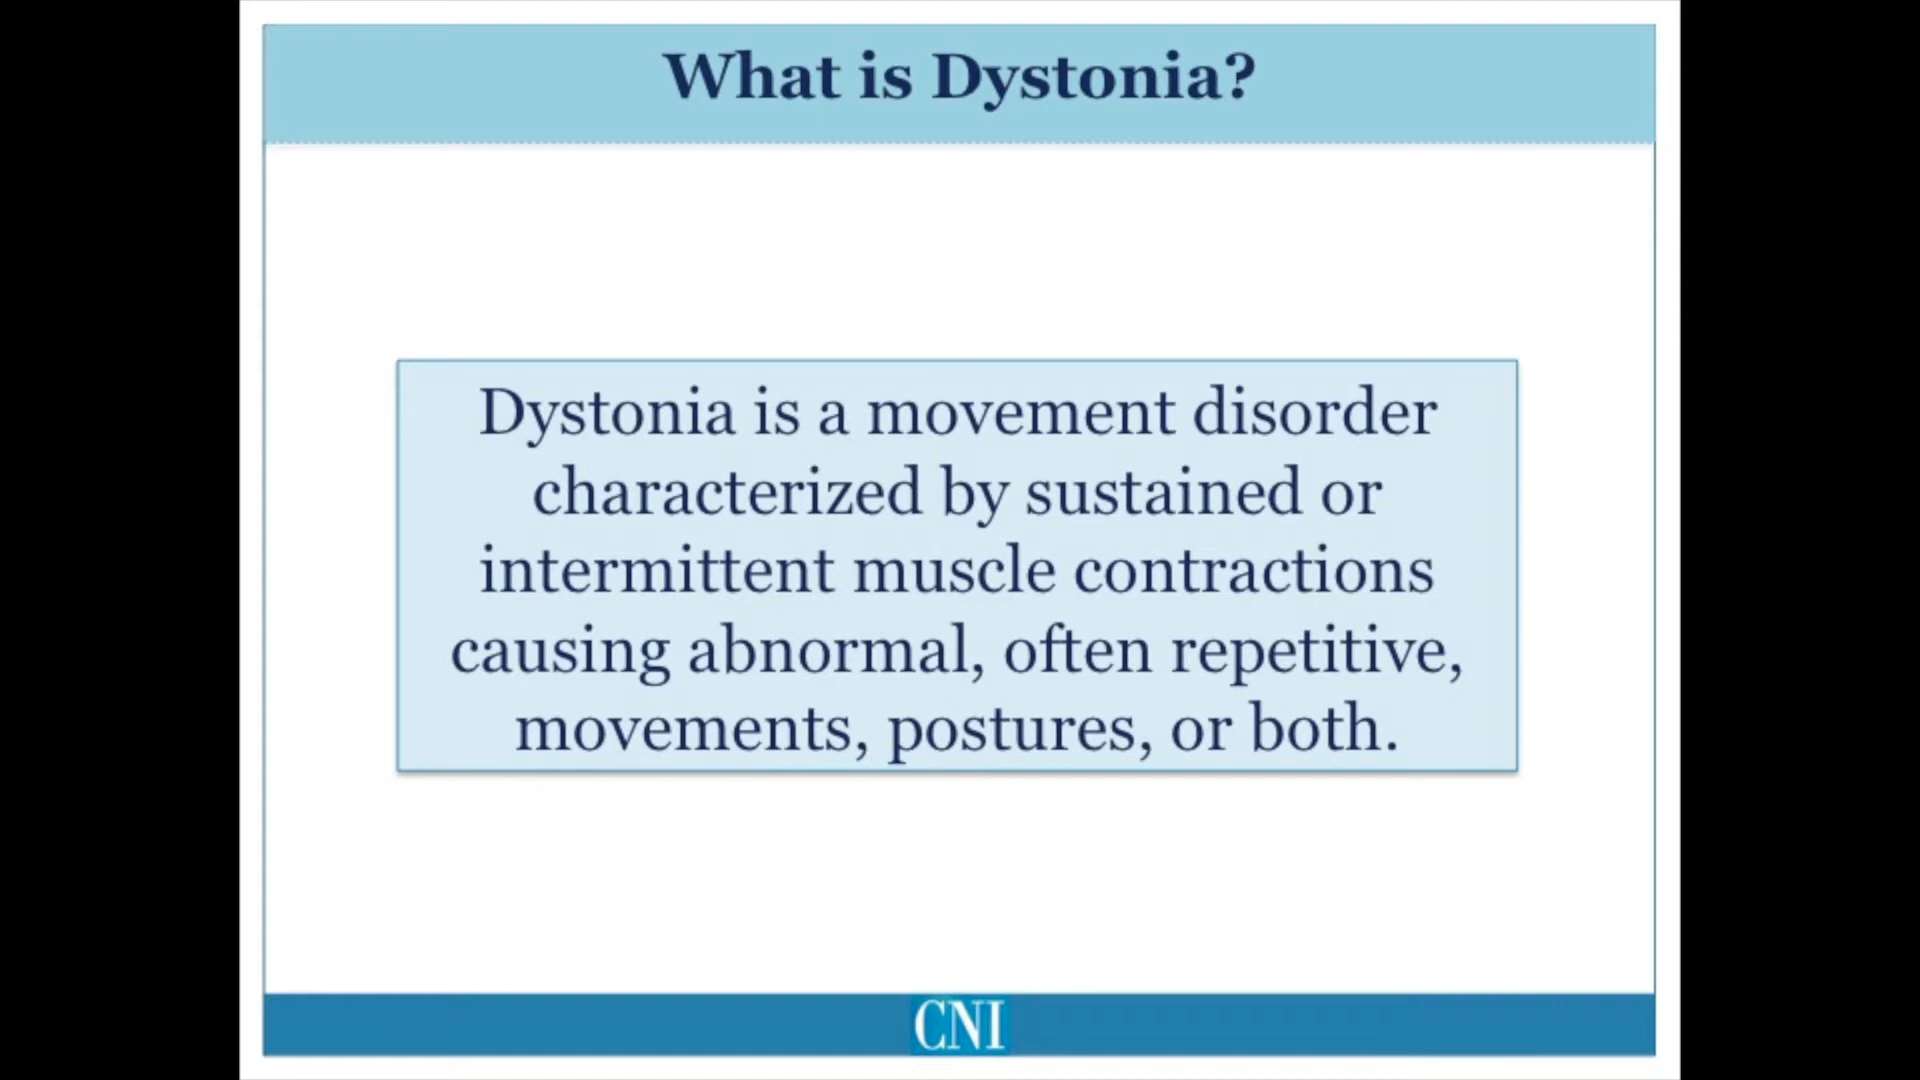 What is Dystonia?
Dystonia is a movement disorder
characterized by sustained or
intermittent muscle contractions
causing abnormal, often repetitive,
movements, postures, or both.
CNI